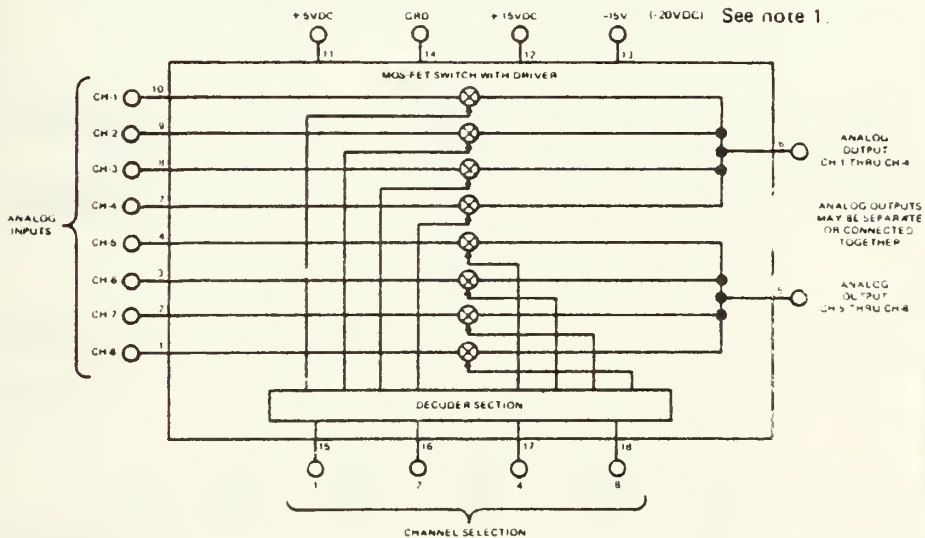 +5VDC GRD +15VDC -15V (-20VDC) See note 1.
11 14 12 13
MOS-FET SWITCH WITH DRIVER
CH-1 10
CH-2 9
CH-3 8
6 ANALOG
OUTPUT
CH-1 THRU CH-4
CH-4 7
ANALOG
INPUTS
ANALOG OUTPUTS
MAY BE SEPARATE
OR CONNECTED
TOGETHER
CH-5 4
CH-6 3
5 ANALOG
OUTPUT
CH-5 THRU CH-8
CH-7 2
CH-8 1
DECODER SECTION
15 16 17 18
1 2 4 8
CHANNEL SELECTION